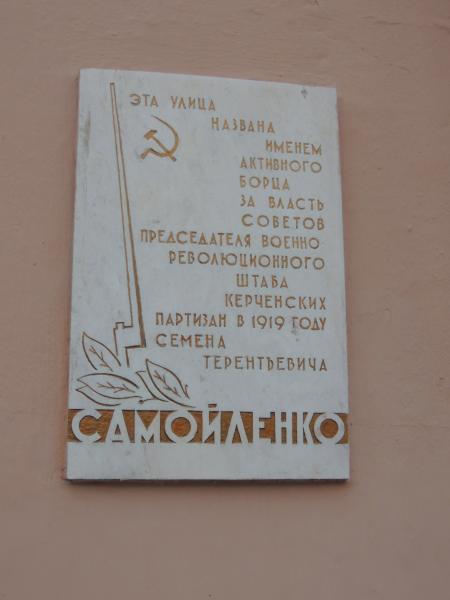 ЭТА УЛИЦА
НАЗВАНА
ИМЕНЕМ
АКТИВНОГО
БОРЦА
ЗА ВЛАСТЬ
СОВЕТОВ
ПРЕДСЕДАТЕЛЯ ВОЕННО-
РЕВОЛЮЦИОННОГО
ШТАБА
КЕРЧЕНСКИХ
ПАРТИЗАН В 1919 ГОДУ
СЕМЕНА
ТЕРЕНТЬЕВИЧА
САМОЙЛЕНКО